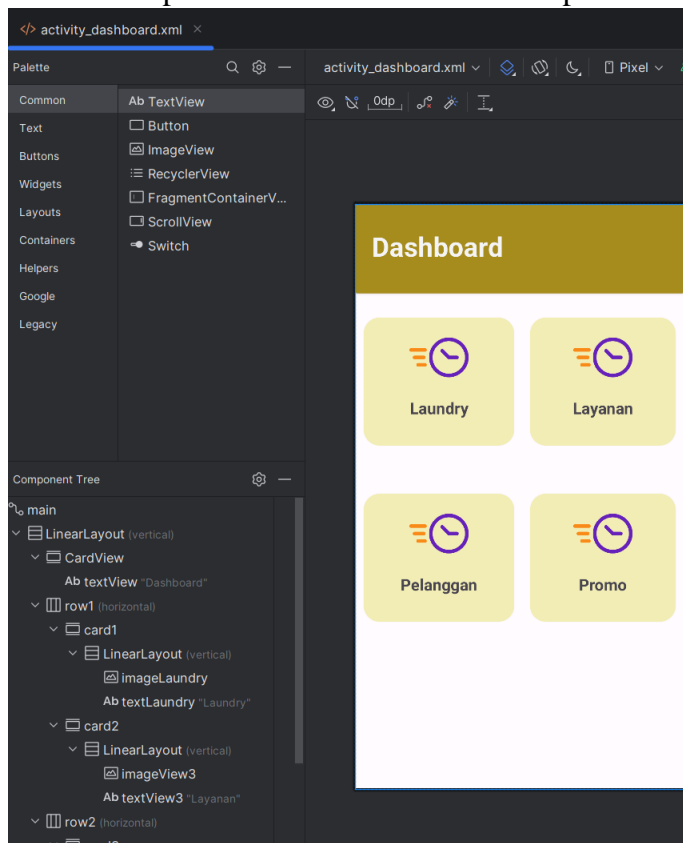 activity_dashboard.xml
Palette
activity_dashboard.xml
Pixel
Common
Text
Buttons
Widgets
Layouts
Containers
Helpers
Google
Legacy
Ab TextView
Button
ImageView
RecyclerView
FragmentContainerV...
ScrollView
Switch
0dp
Dashboard
Laundry
Layanan
Pelanggan
Promo
Component Tree
main
LinearLayout (vertical)
CardView
Ab textView "Dashboard"
row1 (horizontal)
card1
LinearLayout (vertical)
imageLaundry
Ab textLaundry "Laundry"
card2
LinearLayout (vertical)
imageView3
Ab textView3 "Layanan"
row2 (horizontal)